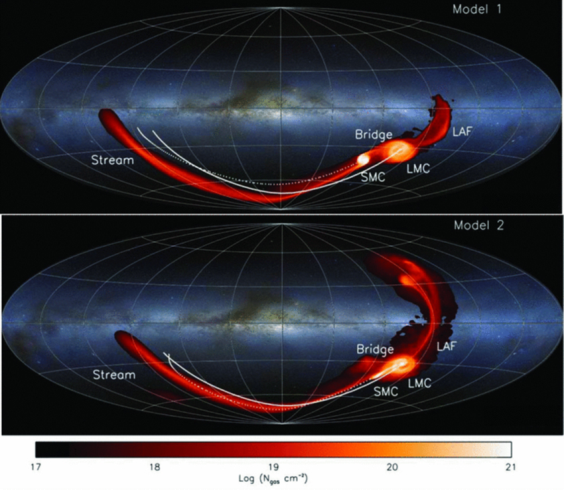 Model 1
Bridge
LAF
Stream
SMC
LMC
Model 2
Bridge
LAF
Stream
SMC
LMC
17 18 19 20 21
Log (Ngas cm⁻²)